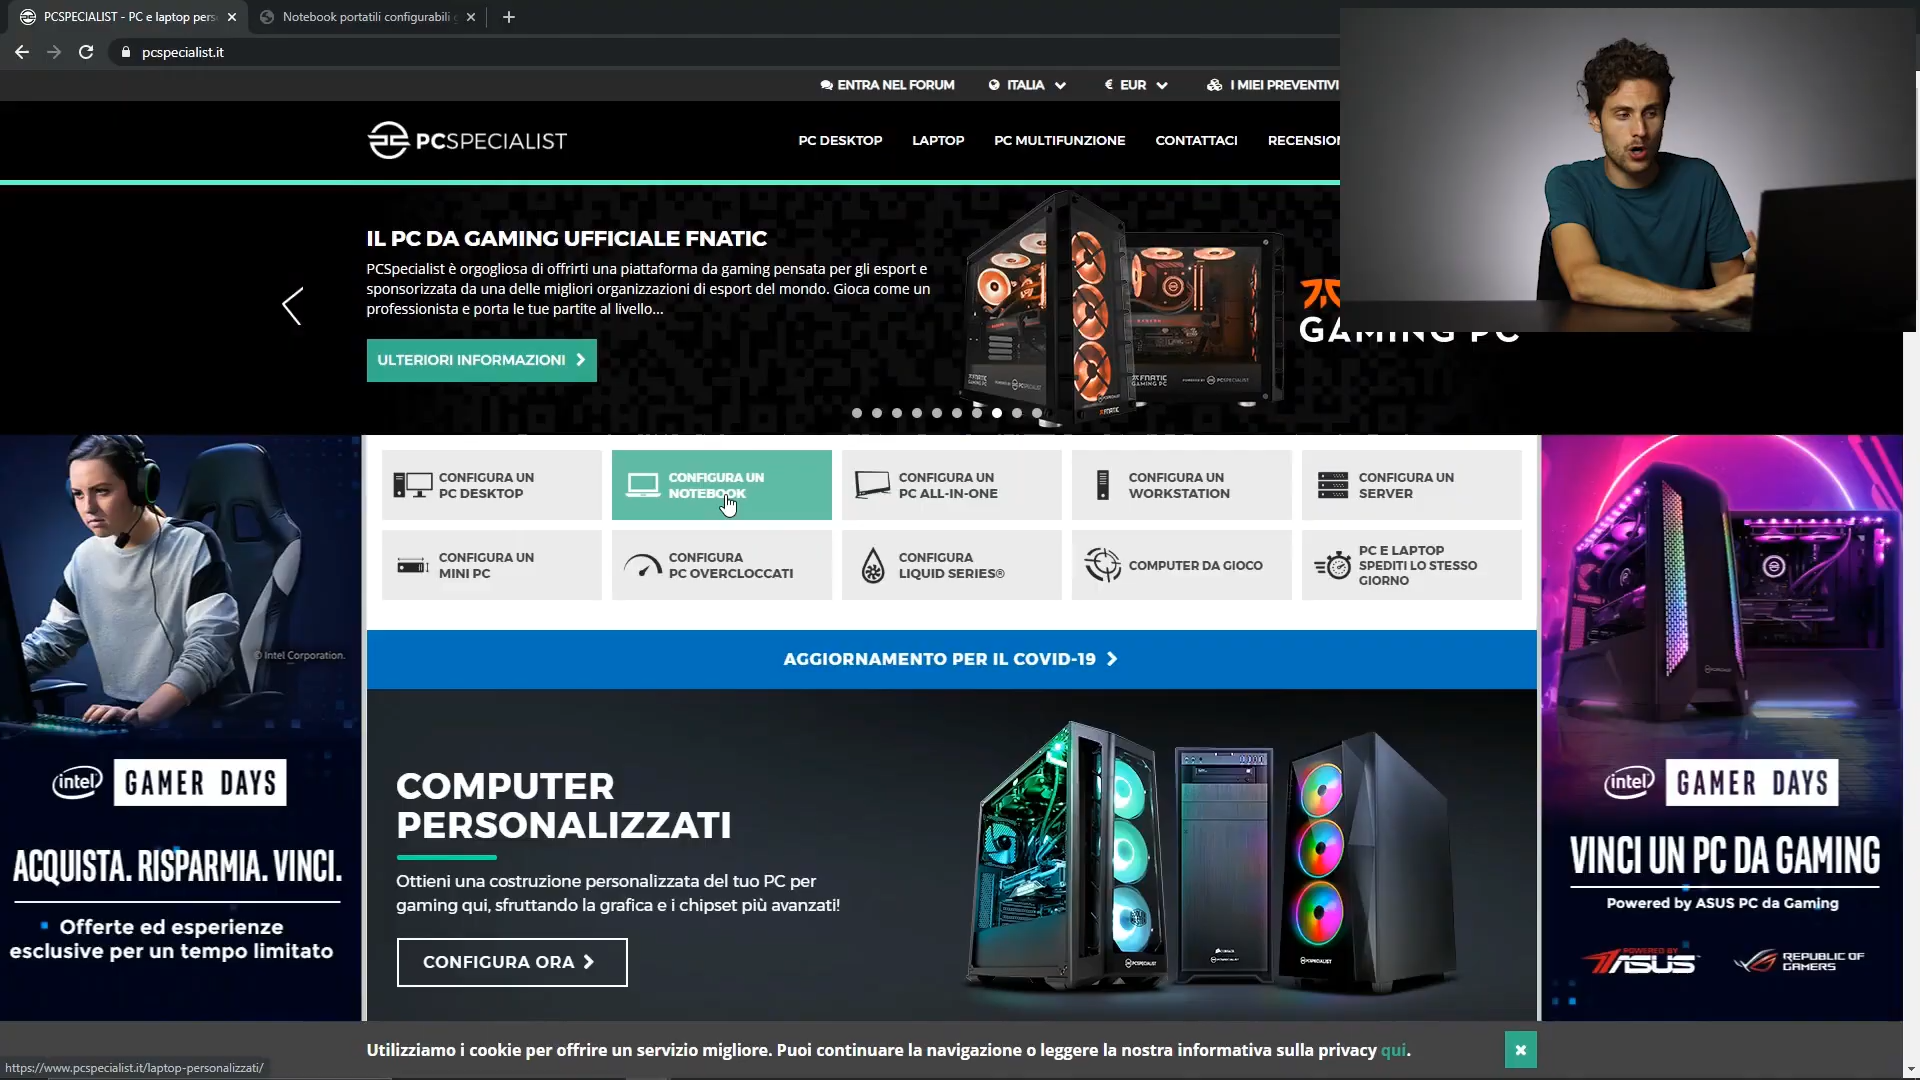 PCSPECIALIST - PC e laptop pers
Notebook portatili configurabili
pcspecialist.it
ENTRA NEL FORUM
ITALIA
€ EUR
I MIEI PREVENTIVI
PCSPECIALIST
PC DESKTOP
LAPTOP
PC MULTIFUNZIONE
CONTATTACI
RECENSION
IL PC DA GAMING UFFICIALE FNATIC
PCSpecialist è orgogliosa di offrirti una piattaforma da gaming pensata per gli esport e
sponsorizzata da una delle migliori organizzazioni di esport del mondo. Gioca come un
professionista e porta le tue partite al livello...
ULTERIORI INFORMAZIONI
GAMING PC
CONFIGURA UN
PC DESKTOP
CONFIGURA UN
NOTEBOOK
CONFIGURA UN
PC ALL-IN-ONE
CONFIGURA UN
WORKSTATION
CONFIGURA UN
SERVER
CONFIGURA UN
MINI PC
CONFIGURA
PC OVERCLOCCATI
CONFIGURA
LIQUID SERIES®
COMPUTER DA GIOCO
PC E LAPTOP
SPEDITI LO STESSO
GIORNO
© Intel Corporation.
AGGIORNAMENTO PER IL COVID-19
COMPUTER
PERSONALIZZATI
Ottieni una costruzione personalizzata del tuo PC per
gaming qui, sfruttando la grafica e i chipset più avanzati!
CONFIGURA ORA
intel GAMER DAYS
ACQUISTA. RISPARMIA. VINCI.
Offerte ed esperienze
esclusive per un tempo limitato
intel GAMER DAYS
VINCI UN PC DA GAMING
Powered by ASUS PC da Gaming
POWERED BY
ASUS
REPUBLIC OF
GAMERS
Utilizziamo i cookie per offrire un servizio migliore. Puoi continuare la navigazione o leggere la nostra informativa sulla privacy qui.
https://www.pcspecialist.it/laptop-personalizzati/